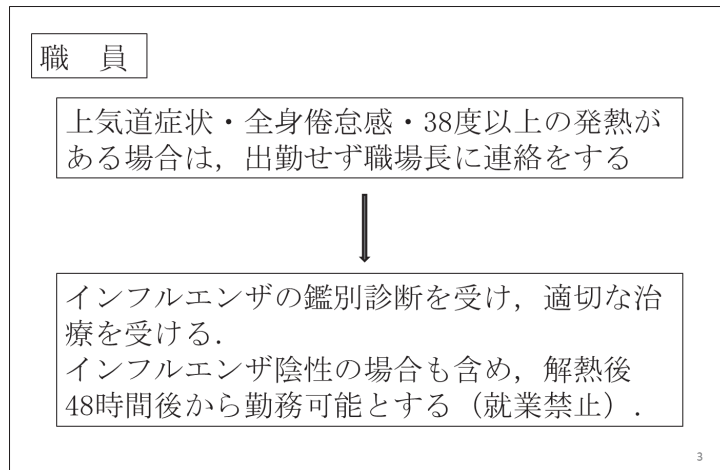 職　員
上気道症状・全身倦怠感・38度以上の発熱が
ある場合は，出勤せず職場長に連絡をする
インフルエンザの鑑別診断を受け，適切な治
療を受ける．
インフルエンザ陰性の場合も含め，解熱後
48時間後から勤務可能とする（就業禁止）．
3